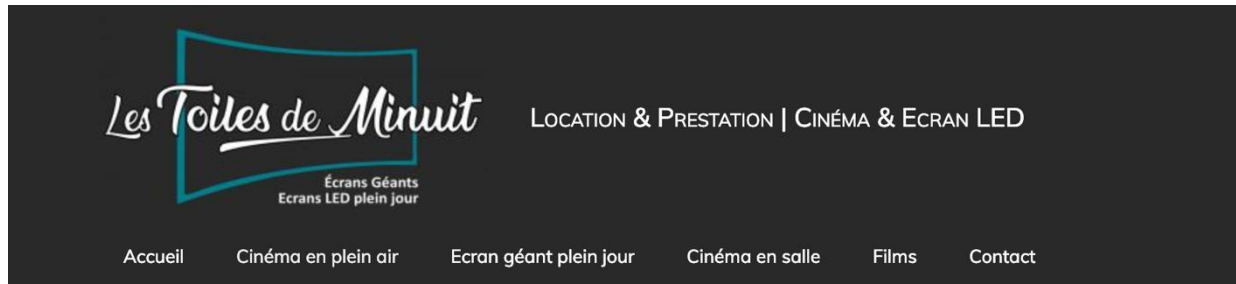 Les Toiles de Minuit
Écrans Géants
Ecrans LED plein jour
LOCATION & PRESTATION | CINÉMA & ECRAN LED
Accueil Cinéma en plein air Ecran géant plein jour Cinéma en salle Films Contact